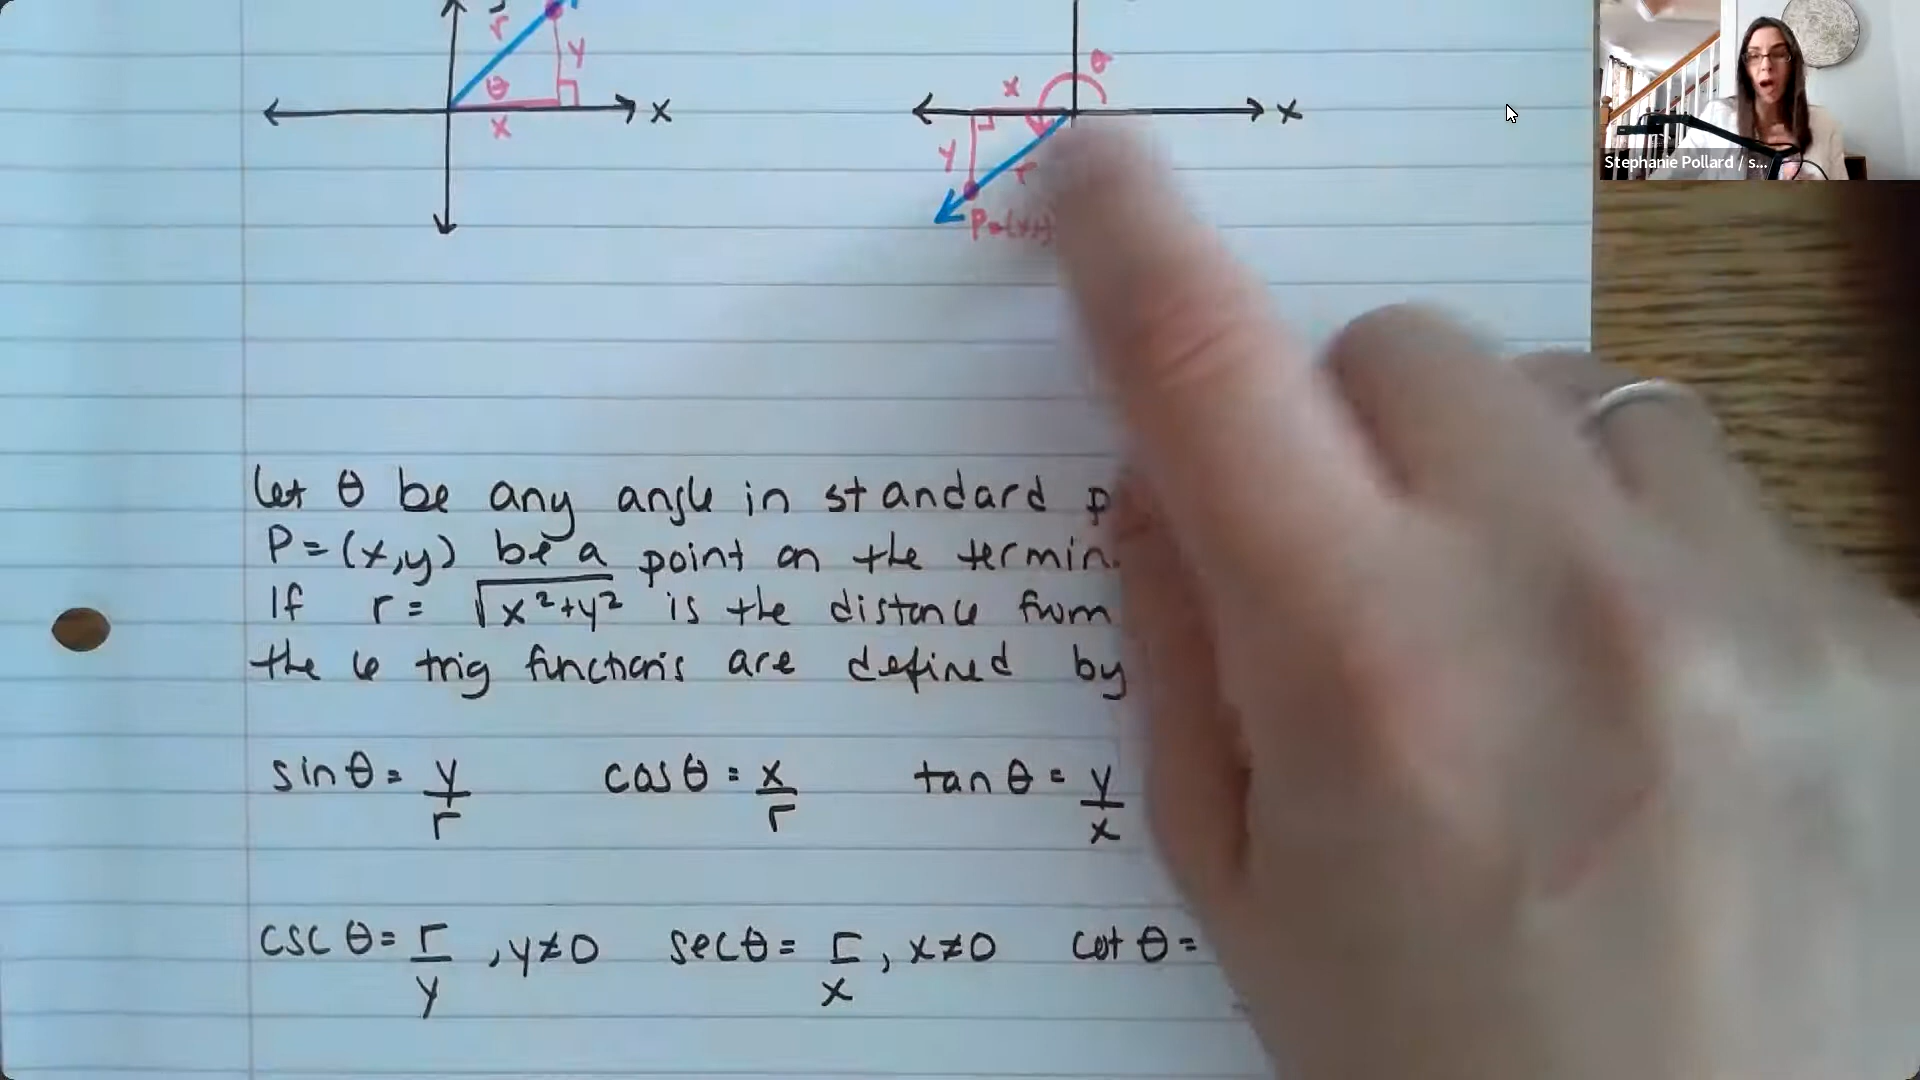 r
y
θ
x
x
θ
x
x
y
r
P=(x,y)
Stephanie Pollard / s...
let θ be any angle in standard p
P=(x,y) be a point on the termin
If r= √x²+y² is the distance from
the 6 trig functions are defined by
sin θ = y/r cos θ = x/r tan θ = y/x
csc θ = r/y , y≠0 sec θ = r/x , x≠0 cot θ =